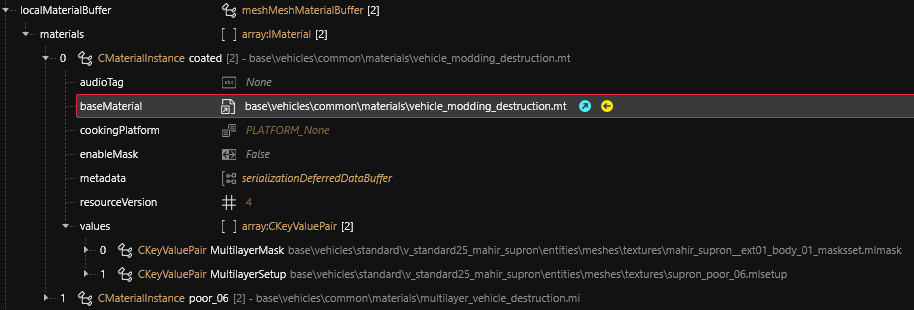 localMaterialBuffer meshMeshMaterialBuffer [2]
materials [ ] array:IMaterial [2]
0 CMaterialInstance coated [2] - base\vehicles\common\materials\vehicle_modding_destruction.mt
audioTag abc None
baseMaterial base\vehicles\common\materials\vehicle_modding_destruction.mt
cookingPlatform PLATFORM_None
enableMask False
metadata serializationDeferredDataBuffer
resourceVersion 4
values [ ] array:CKeyValuePair [2]
0 CKeyValuePair MultilayerMask base\vehicles\standard\v_standard25_mahir_supron\entities\meshes\textures\mahir_supron__ext01_body_01_masksset.mlmask
1 CKeyValuePair MultilayerSetup base\vehicles\standard\v_standard25_mahir_supron\entities\meshes\textures\supron_poor_06.mlsetup
1 CMaterialInstance poor_06 [2] - base\vehicles\common\materials\multilayer_vehicle_destruction.mi